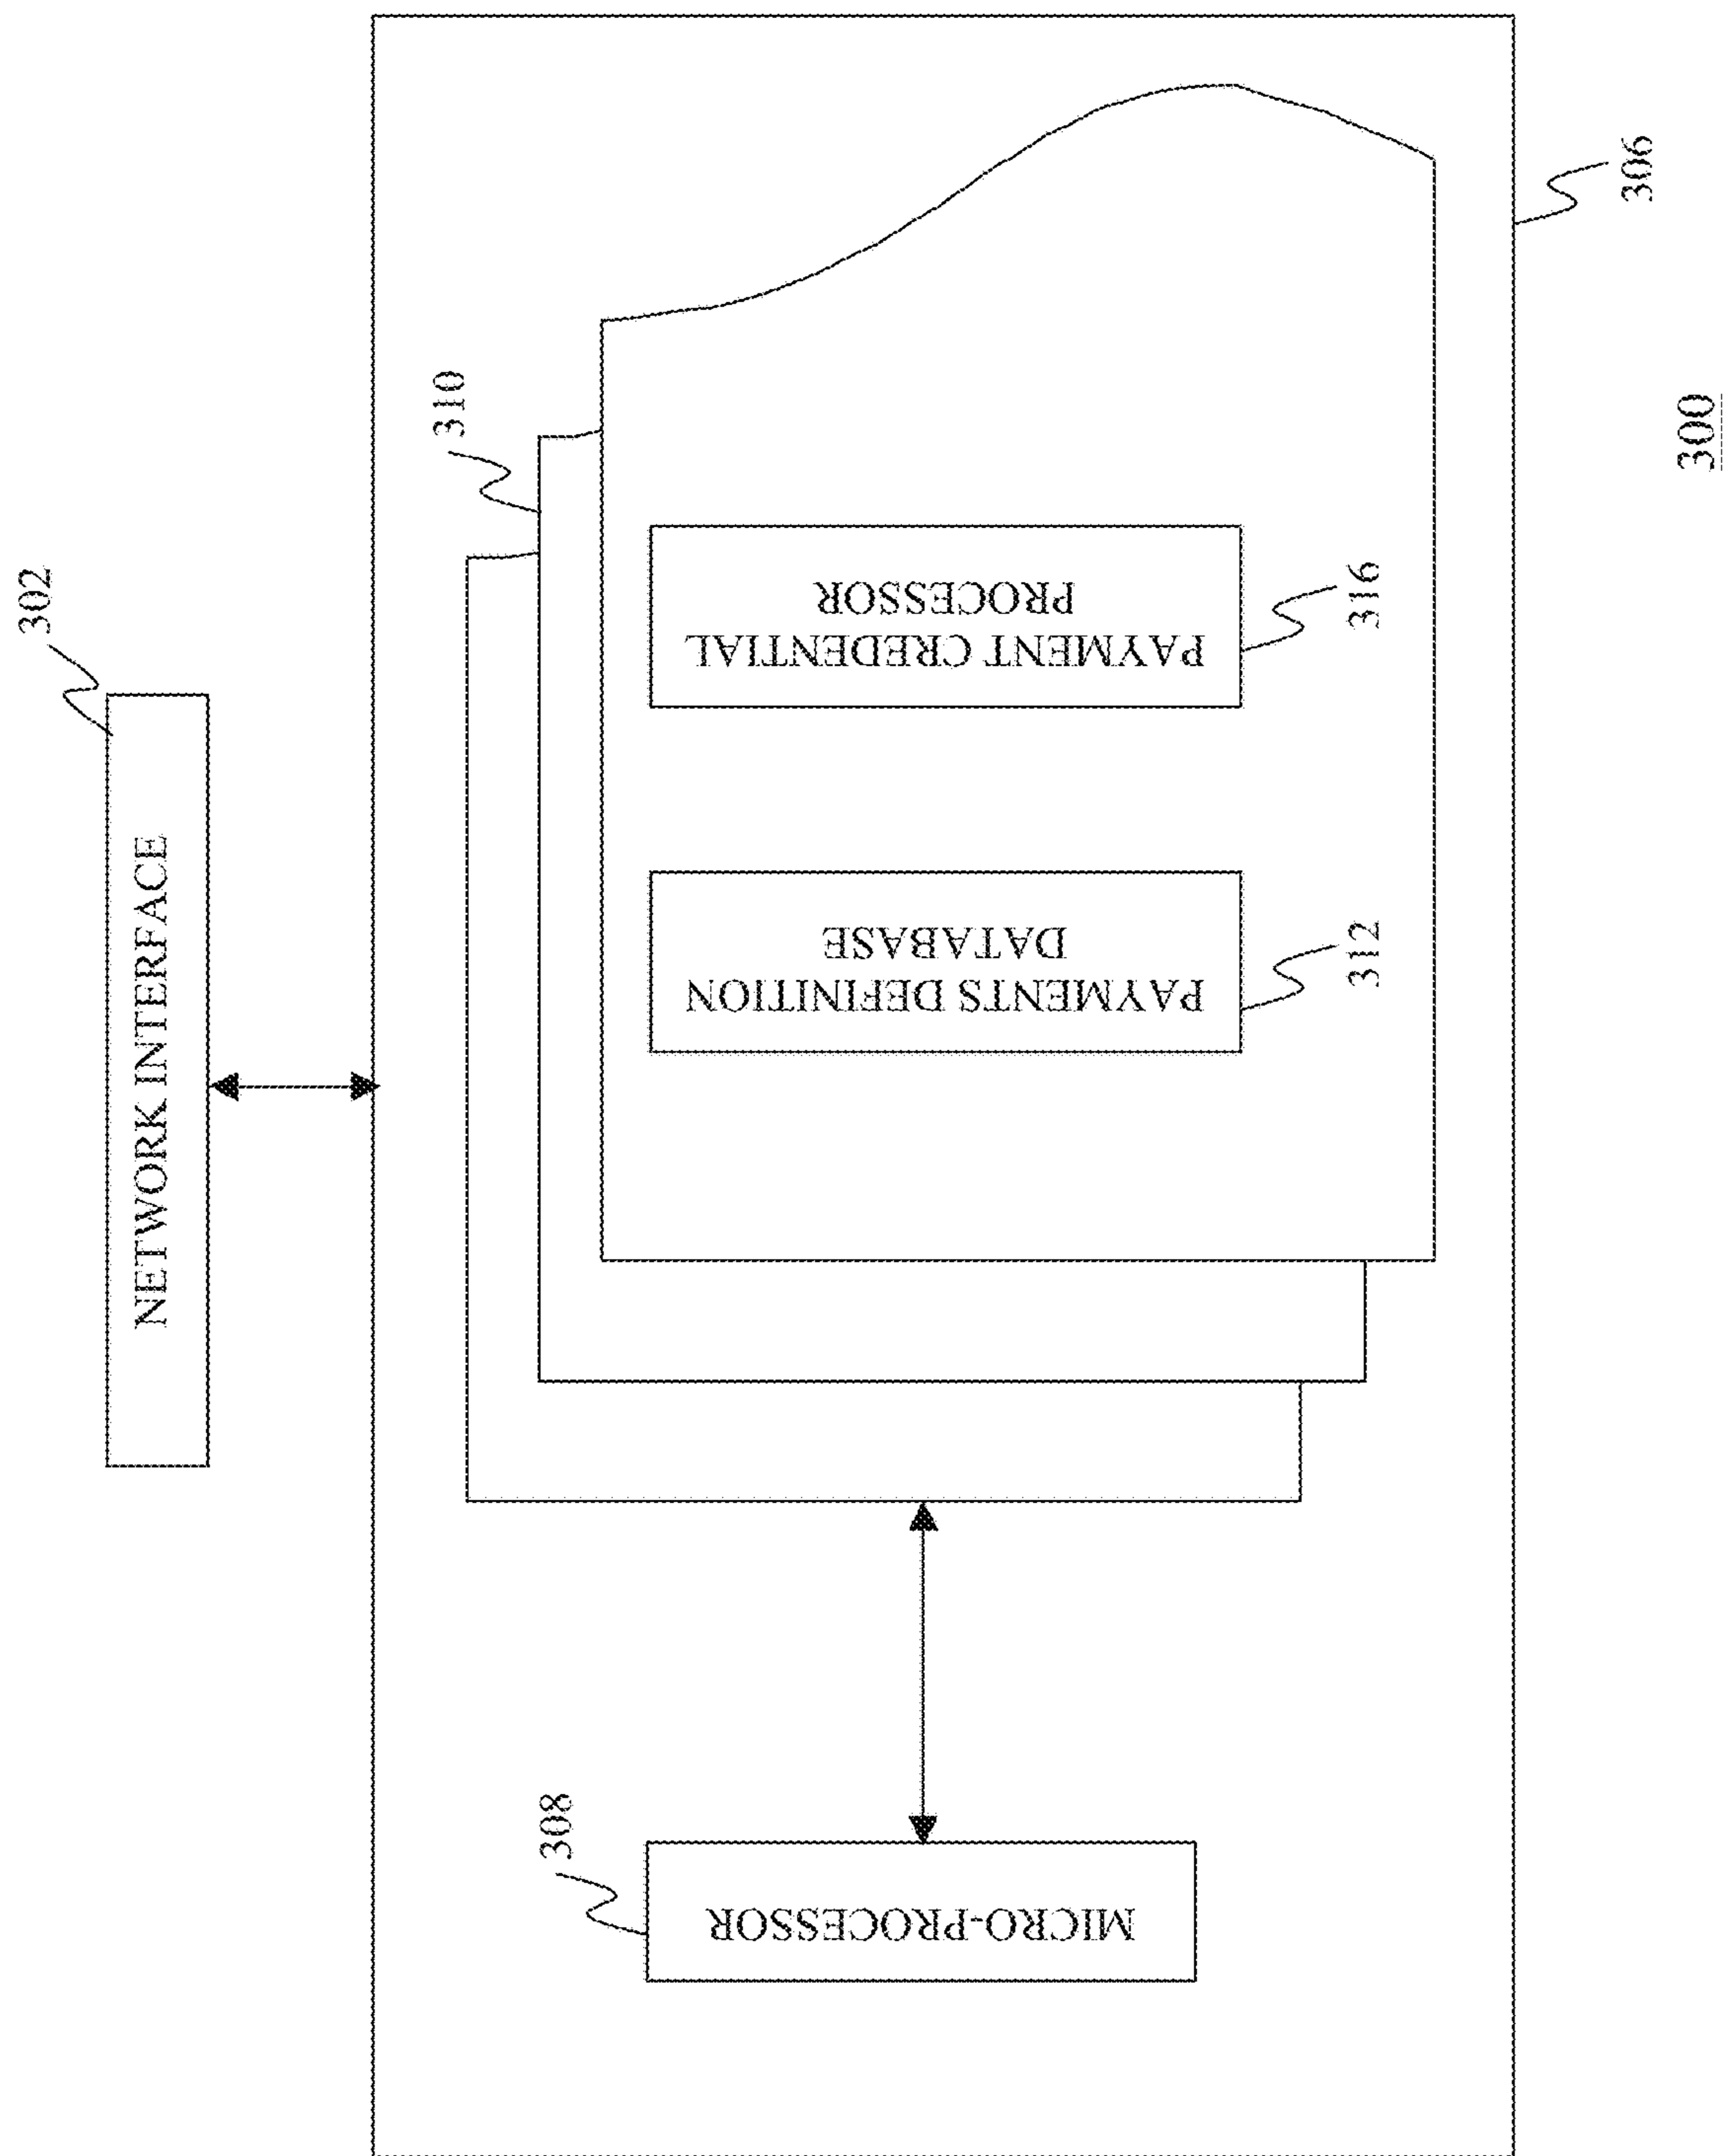 302
NETWORK INTERFACE
310
308
MICRO-PROCESSOR
PAYMENTS DEFINITION
DATABASE
312
PAYMENT CREDENTIAL
PROCESSOR
316
306
300